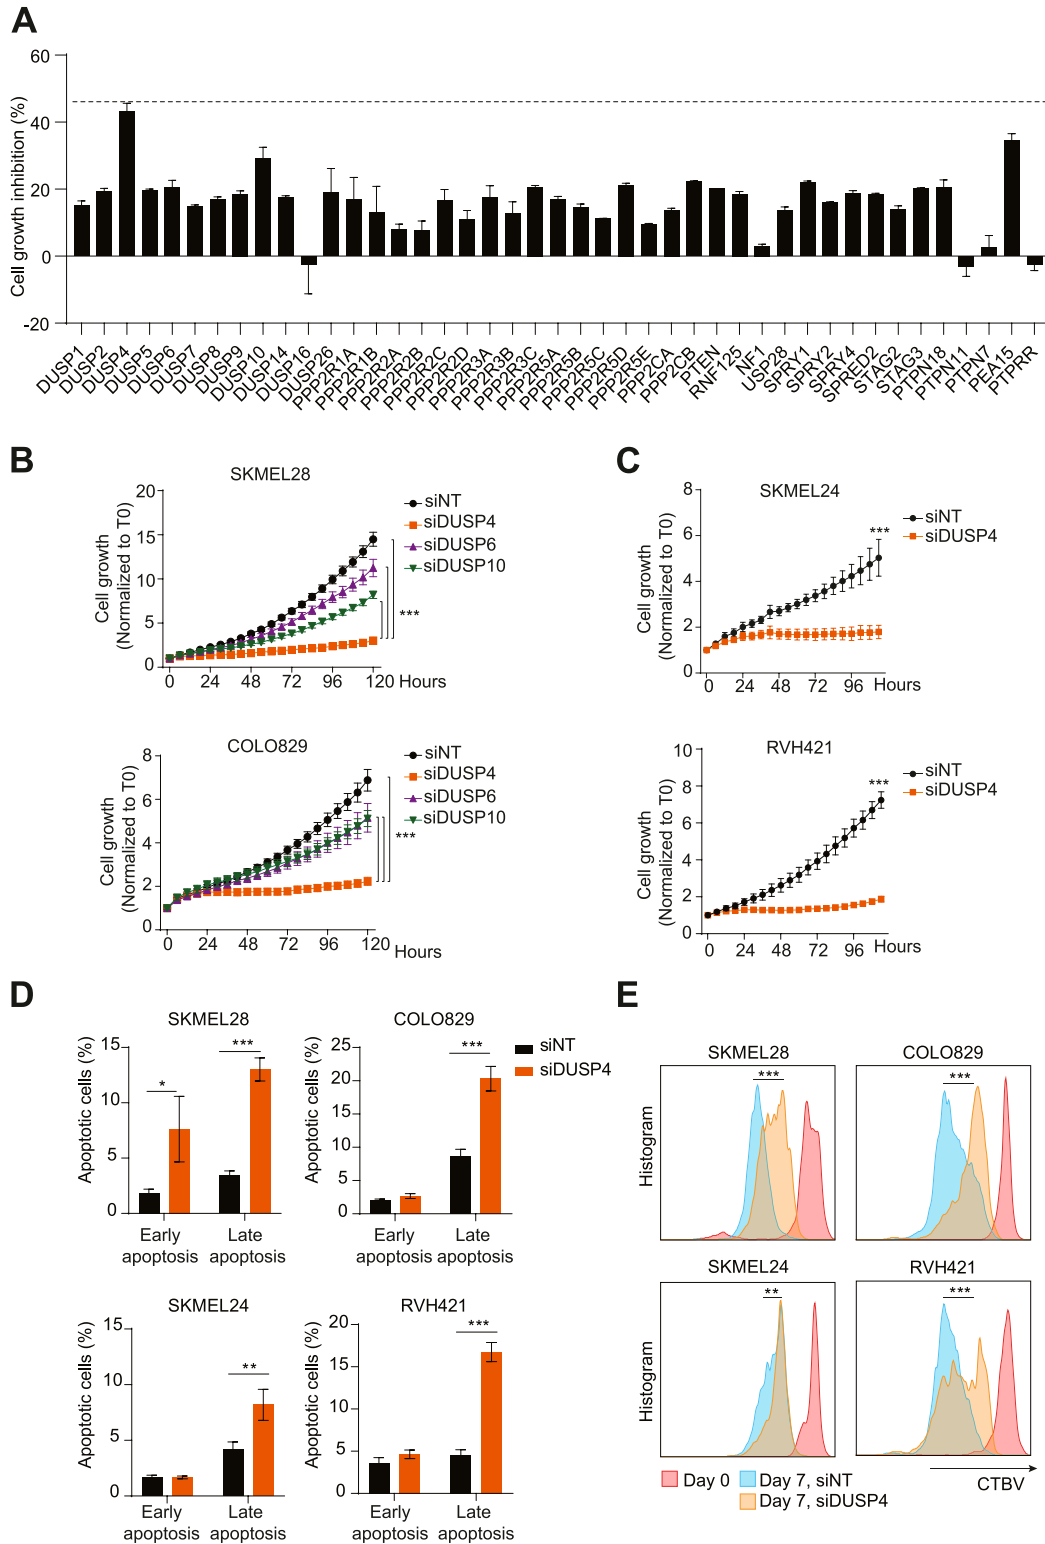 A
Cell growth inhibition (%)
60
40
20
0
-20
DUSP1
DUSP2
DUSP4
DUSP5
DUSP6
DUSP7
DUSP8
DUSP9
DUSP10
DUSP14
DUSP16
DUSP26
PPP2R1A
PPP2R1B
PPP2R2A
PPP2R2B
PPP2R2C
PPP2R2D
PPP2R3A
PPP2R3B
PPP2R3C
PPP2R5A
PPP2R5B
PPP2R5C
PPP2R5D
PPP2R5E
PPP2CA
PPP2CB
PTEN
RNF125
NF1
USP28
SPRY1
SPRY2
SPRY4
SPRED2
STAG2
STAG3
PTPN18
PTPN11
PTPN7
PEA15
PTPRR
B
SKMEL28
Cell growth
(Normalized to T0)
20
15
10
5
0
0 24 48 72 96 120 Hours
siNT
siDUSP4
siDUSP6
siDUSP10
***
COLO829
Cell growth
(Normalized to T0)
8
6
4
2
0
0 24 48 72 96 120 Hours
siNT
siDUSP4
siDUSP6
siDUSP10
***
C
SKMEL24
Cell growth
(Normalized to T0)
8
6
4
2
0
0 24 48 72 96 Hours
siNT
siDUSP4
***
RVH421
Cell growth
(Normalized to T0)
10
8
6
4
2
0
0 24 48 72 96 Hours
siNT
siDUSP4
***
D
SKMEL28
Apoptotic cells (%)
15
10
5
0
*
***
Early
apoptosis
Late
apoptosis
COLO829
Apoptotic cells (%)
25
20
15
10
5
0
***
Early
apoptosis
Late
apoptosis
siNT
siDUSP4
SKMEL24
Apoptotic cells (%)
15
10
5
0
**
Early
apoptosis
Late
apoptosis
RVH421
Apoptotic cells (%)
20
15
10
5
0
***
Early
apoptosis
Late
apoptosis
E
SKMEL28
Histogram
***
COLO829
***
SKMEL24
Histogram
**
RVH421
***
Day 0
Day 7, siNT
Day 7, siDUSP4
CTBV